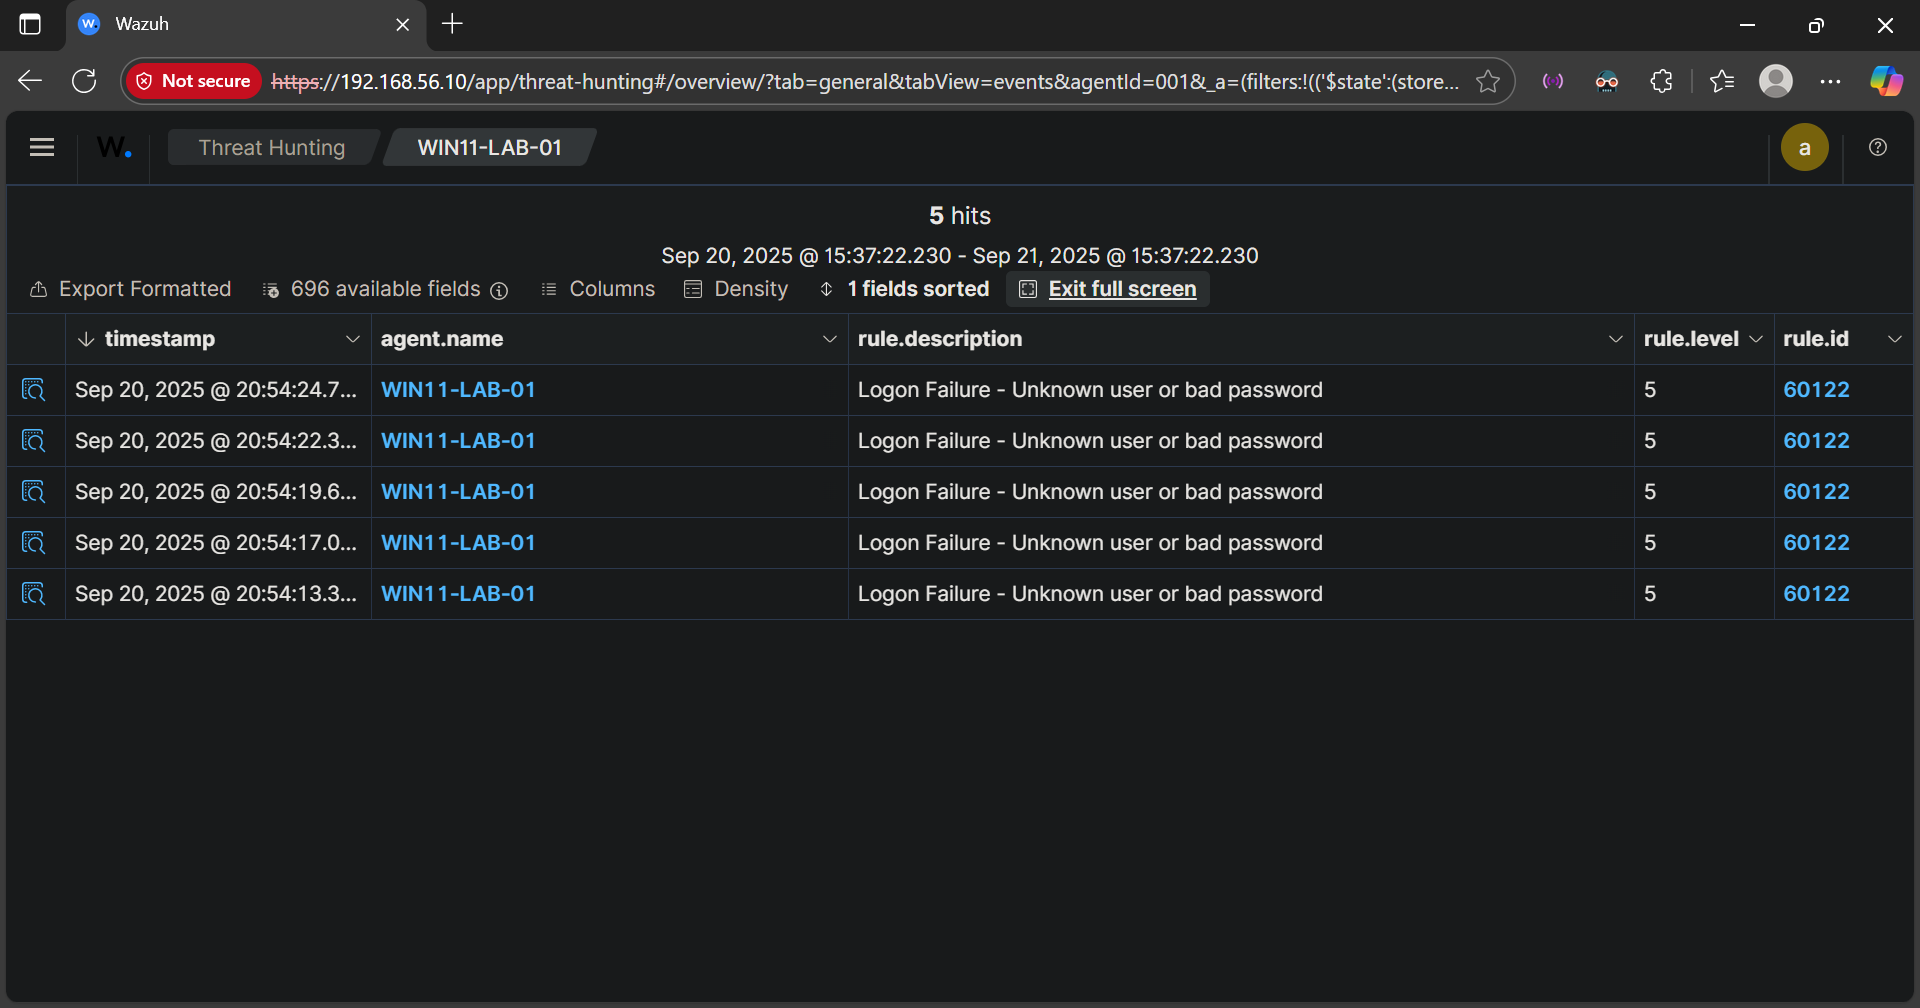 Wazuh
Not secure https://192.168.56.10/app/threat-hunting#/overview/?tab=general&tabView=events&agentId=001&_a=(filters:!(('$state':(store...
W. Threat Hunting WIN11-LAB-01 a
5 hits
Sep 20, 2025 @ 15:37:22.230 - Sep 21, 2025 @ 15:37:22.230
Export Formatted 696 available fields Columns Density 1 fields sorted Exit full screen
timestamp agent.name rule.description rule.level rule.id
Sep 20, 2025 @ 20:54:24.7... WIN11-LAB-01 Logon Failure - Unknown user or bad password 5 60122
Sep 20, 2025 @ 20:54:22.3... WIN11-LAB-01 Logon Failure - Unknown user or bad password 5 60122
Sep 20, 2025 @ 20:54:19.6... WIN11-LAB-01 Logon Failure - Unknown user or bad password 5 60122
Sep 20, 2025 @ 20:54:17.0... WIN11-LAB-01 Logon Failure - Unknown user or bad password 5 60122
Sep 20, 2025 @ 20:54:13.3... WIN11-LAB-01 Logon Failure - Unknown user or bad password 5 60122